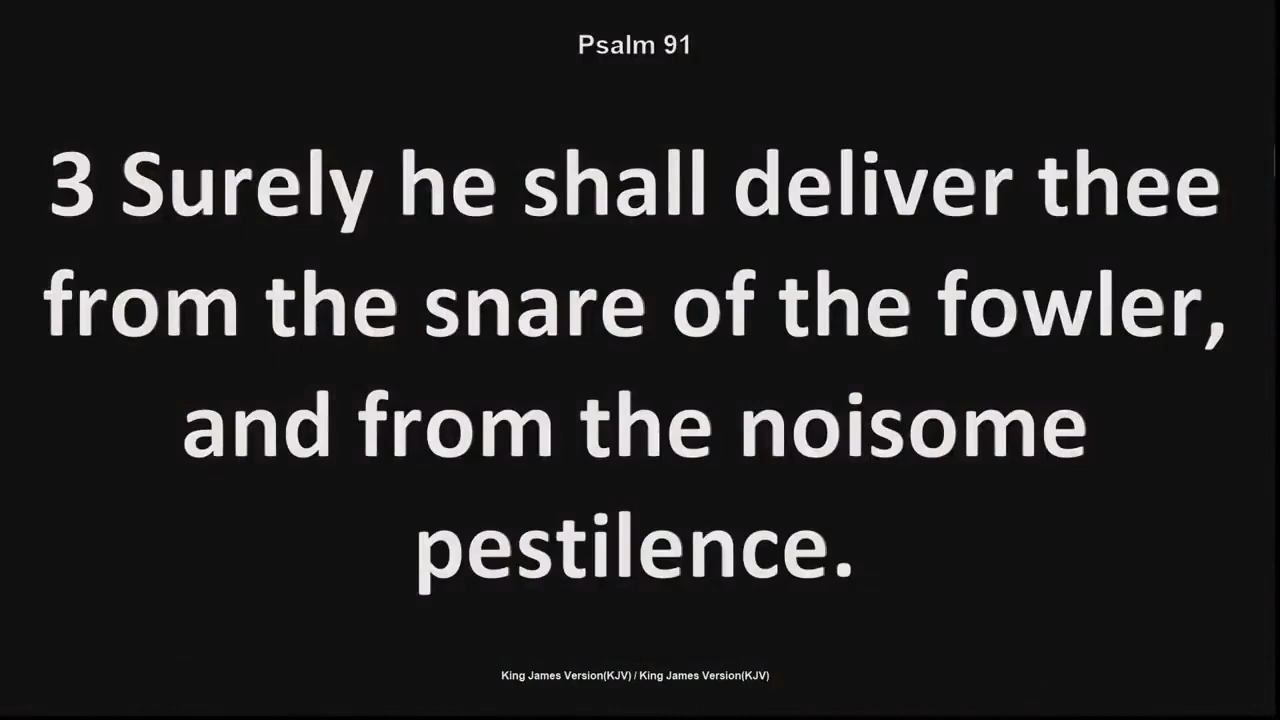 Psalm 91
3 Surely he shall deliver thee
from the snare of the fowler,
and from the noisome
pestilence.
King James Version(KJV) / King James Version(KJV)